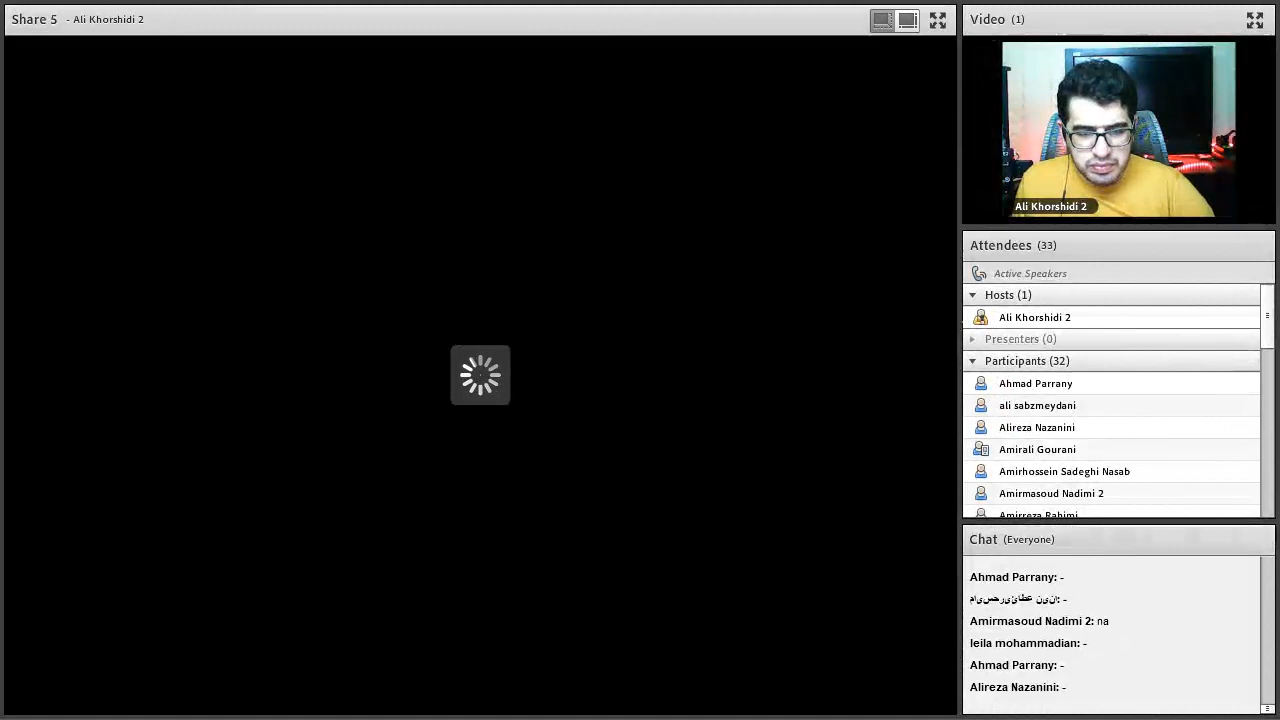 Share 5 - Ali Khorshidi 2
Video (1)
Ali Khorshidi 2
Attendees (33)
Active Speakers
Hosts (1)
Ali Khorshidi 2
Presenters (0)
Participants (32)
Ahmad Parrany
ali sabzmeydani
Alireza Nazanini
Amirali Gourani
Amirhossein Sadeghi Nasab
Amirmasoud Nadimi 2
Amirreza Rahimi
Chat (Everyone)
Ahmad Parrany: -
: -
Amirmasoud Nadimi 2: na
leila mohammadian: -
Ahmad Parrany: -
Alireza Nazanini: -